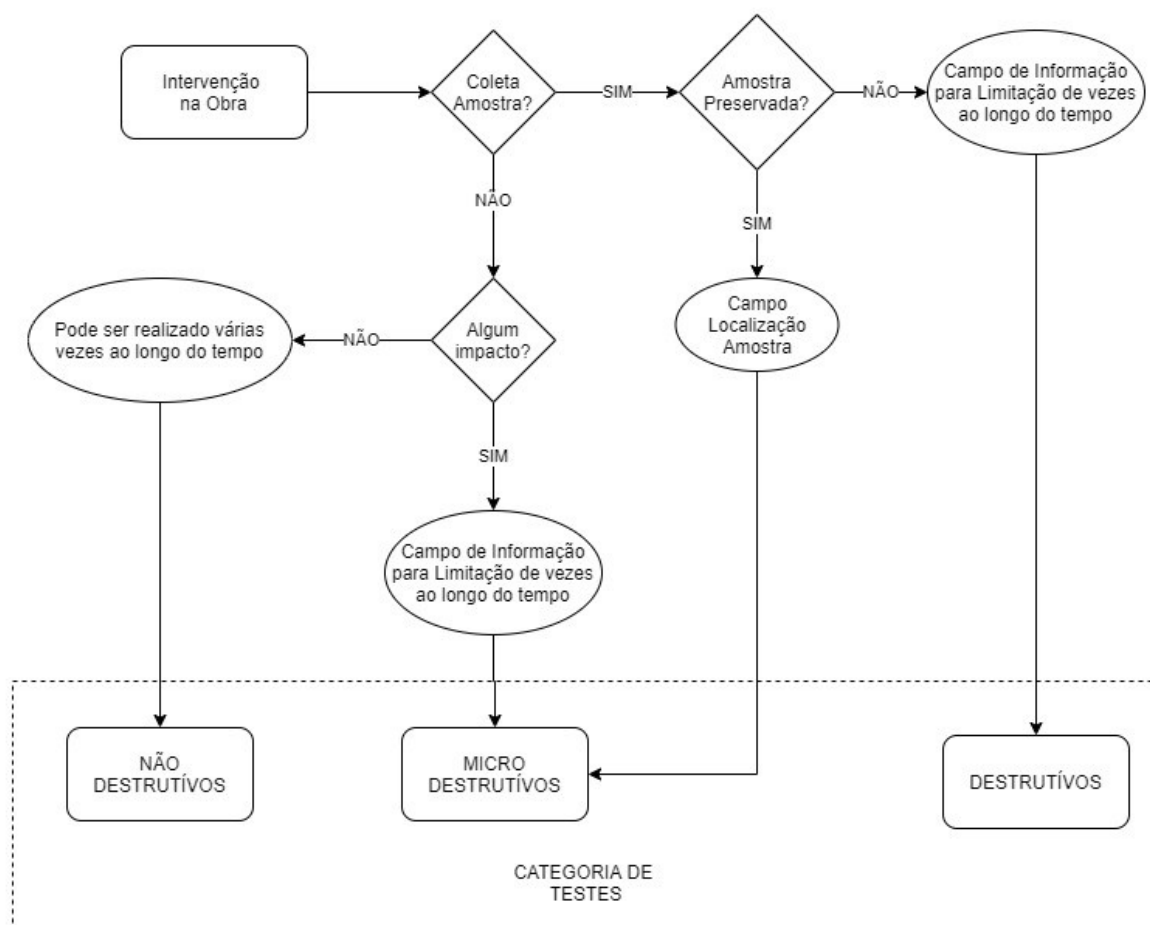 Intervenção
na Obra
Coleta
Amostra?
SIM
Amostra
Preservada?
NÃO
Campo de Informação
para Limitação de vezes
ao longo do tempo
NÃO
SIM
Pode ser realizado várias
vezes ao longo do tempo
NÃO
Algum
impacto?
Campo
Localização
Amostra
SIM
Campo de Informação
para Limitação de vezes
ao longo do tempo
NÃO
DESTRUTÍVOS
MICRO
DESTRUTÍVOS
DESTRUTÍVOS
CATEGORIA DE
TESTES